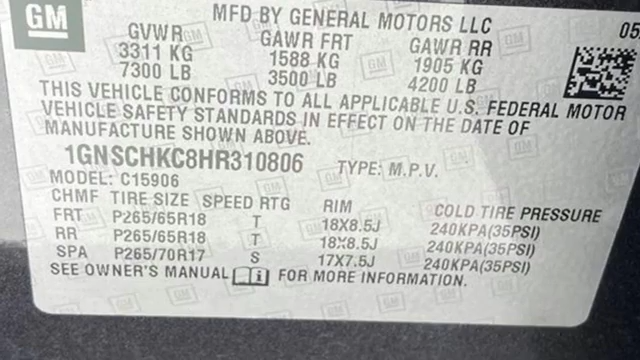 GM
MFD BY GENERAL MOTORS LLC
05
GVWR GAWR FRT GAWR RR
3311 KG 1588 KG 1905 KG
7300 LB 3500 LB 4200 LB
THIS VEHICLE CONFORMS TO ALL APPLICABLE U.S. FEDERAL MOTOR
VEHICLE SAFETY STANDARDS IN EFFECT ON THE DATE OF
MANUFACTURE SHOWN ABOVE.
1GNSCHKC8HR310806 TYPE: M.P.V.
MODEL: C15906
CHMF TIRE SIZE SPEED RTG RIM COLD TIRE PRESSURE
FRT P265/65R18 T 18X8.5J 240KPA(35PSI)
RR P265/65R18 T 18X8.5J 240KPA(35PSI)
SPA P265/70R17 S 17X7.5J 240KPA(35PSI)
SEE OWNER'S MANUAL FOR MORE INFORMATION.